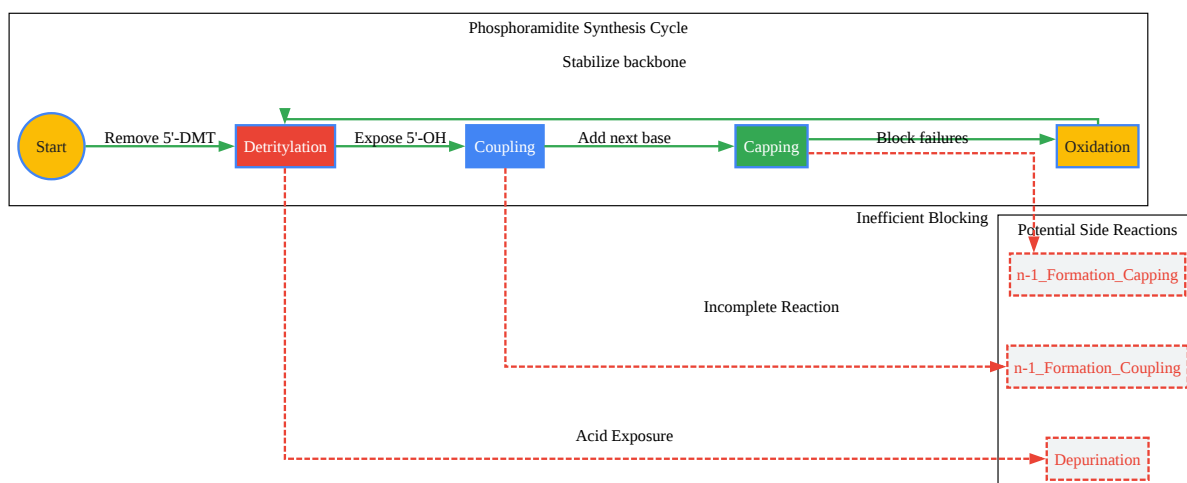 Phosphoramidite Synthesis Cycle
Stabilize backbone
Start
Remove 5'-DMT
Detritylation
Expose 5'-OH
Coupling
Add next base
Capping
Block failures
Oxidation
Inefficient Blocking
Potential Side Reactions
n-1_Formation_Capping
Incomplete Reaction
n-1_Formation_Coupling
Acid Exposure
Depurination